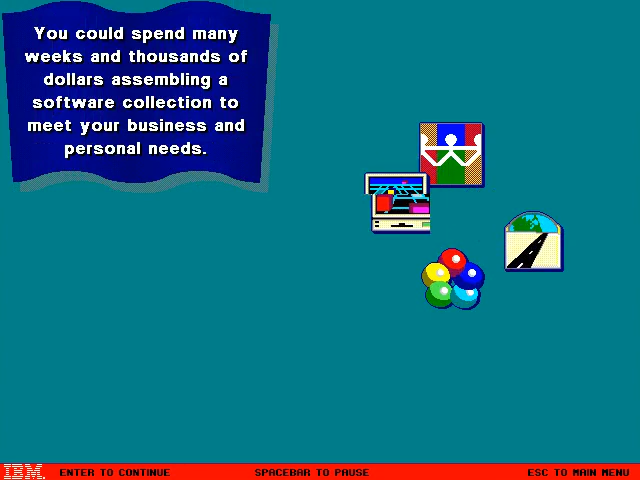 You could spend many
weeks and thousands of
dollars assembling a
software collection to
meet your business and
personal needs.
IBM. ENTER TO CONTINUE SPACEBAR TO PAUSE ESC TO MAIN MENU